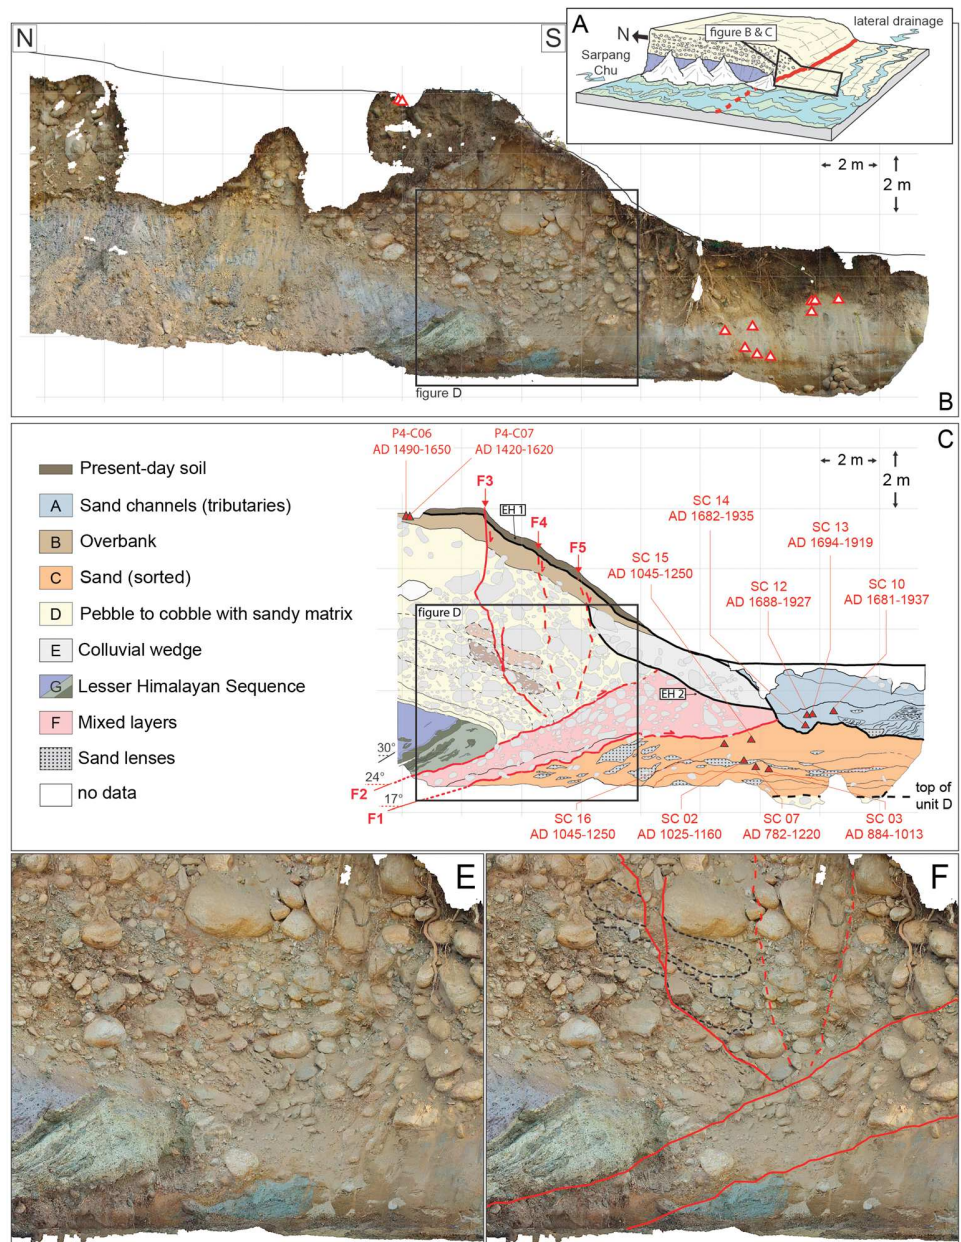 N
S
A
N
figure B & C
lateral drainage
Sarpang
Chu
2 m
2 m
figure D
B
C
P4-C06
AD 1490-1650
P4-C07
AD 1420-1620
2 m
2 m
Present-day soil
A Sand channels (tributaries)
B Overbank
C Sand (sorted)
D Pebble to cobble with sandy matrix
E Colluvial wedge
G Lesser Himalayan Sequence
F Mixed layers
Sand lenses
no data
F3
EH 1
F4
F5
SC 14
AD 1682-1935
SC 15
AD 1045-1250
SC 13
AD 1694-1919
SC 12
AD 1688-1927
SC 10
AD 1681-1937
figure D
EH 2
30°
24°
F2
17°
F1
top of
unit D
SC 16
AD 1045-1250
SC 02
AD 1025-1160
SC 07
AD 782-1220
SC 03
AD 884-1013
E
F